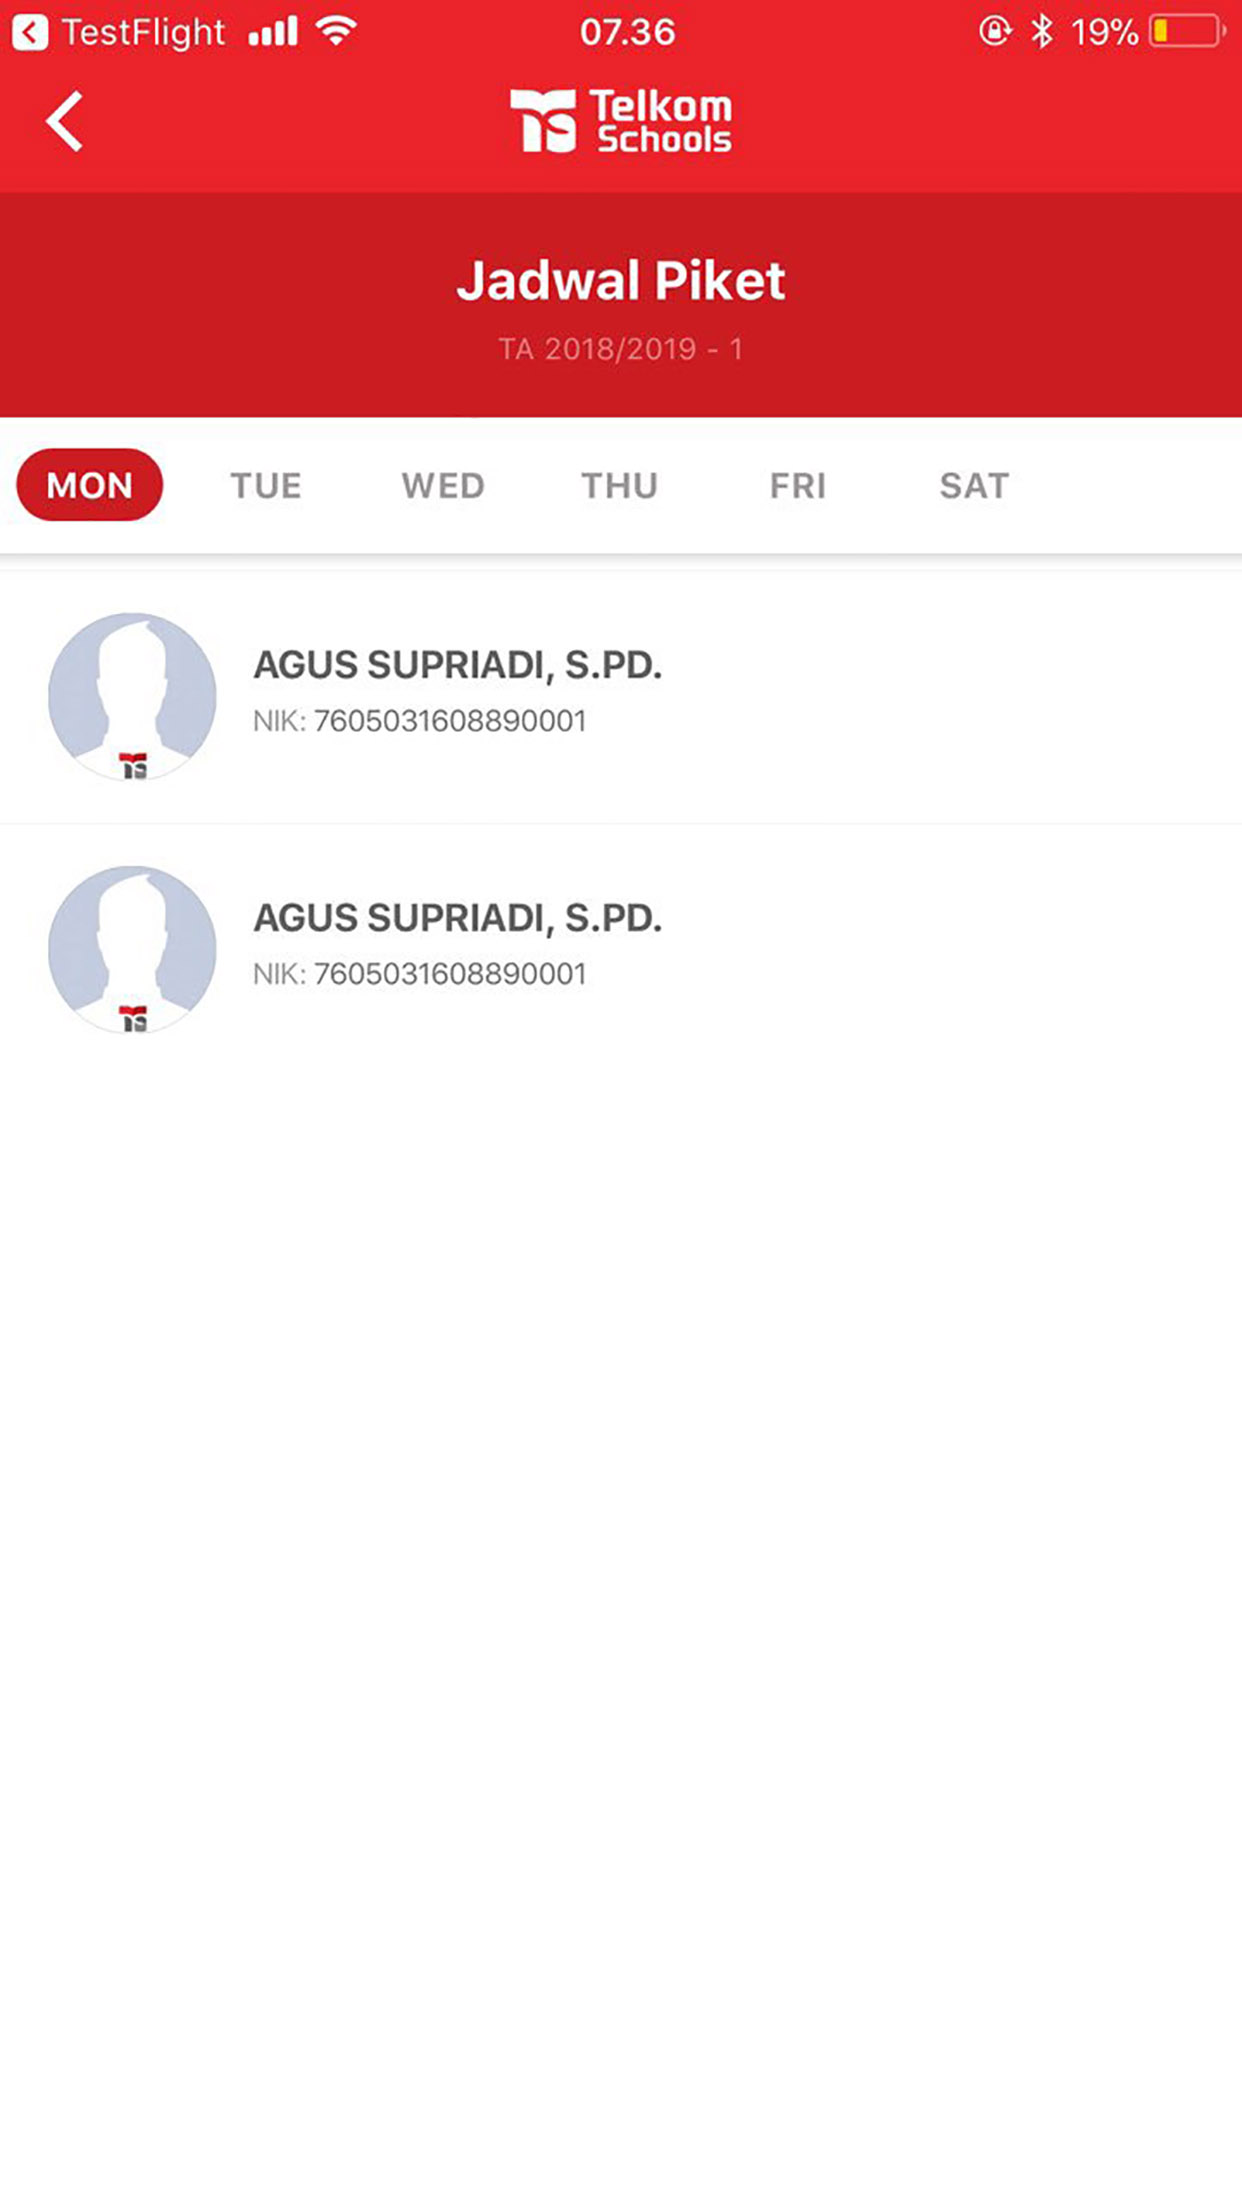 TestFlight 07.36 19%
Telkom
Schools
Jadwal Piket
TA 2018/2019 - 1
MON TUE WED THU FRI SAT
AGUS SUPRIADI, S.PD.
NIK: 7605031608890001
AGUS SUPRIADI, S.PD.
NIK: 7605031608890001